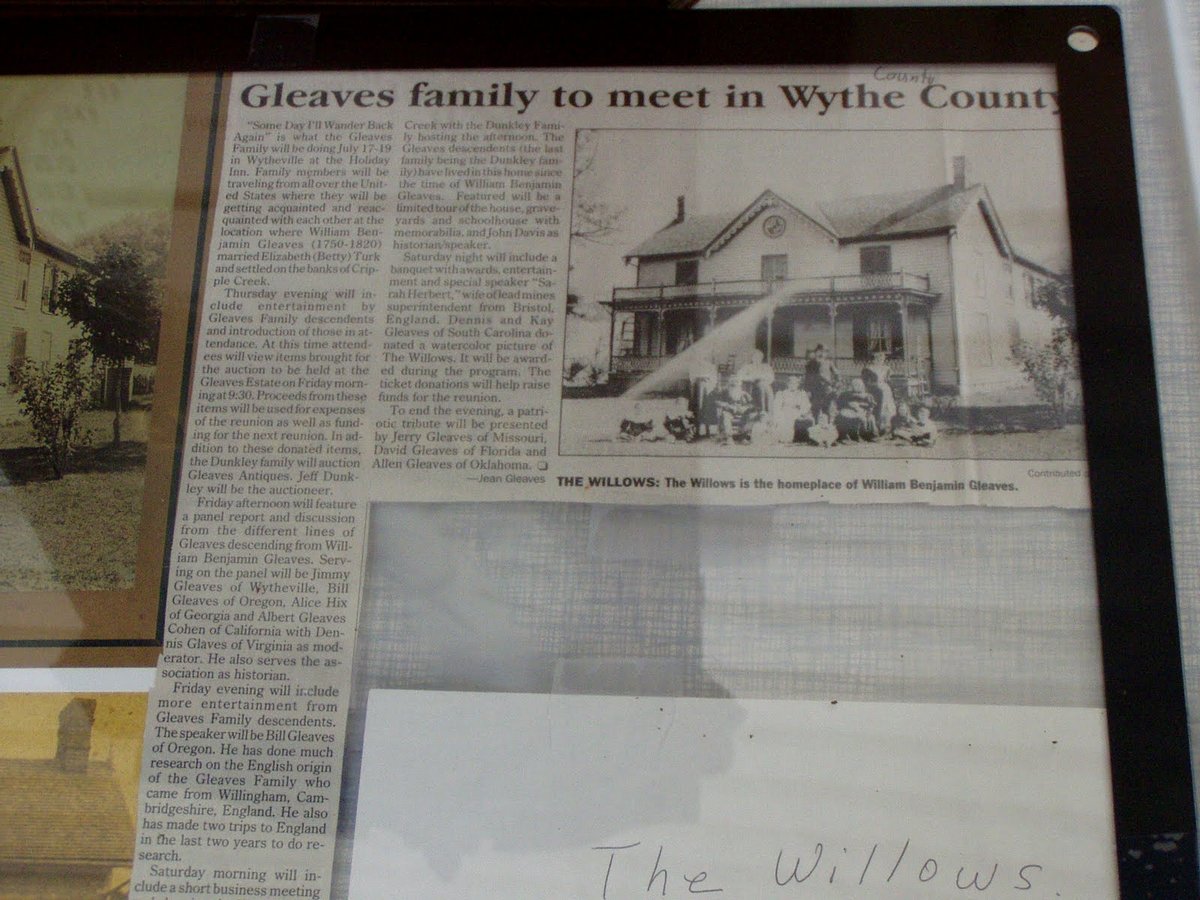 County
Gleaves family to meet in Wythe County
"Some Day I'll Wander Back
Again" is what the Gleaves
Family will be doing July 17-19
in Wytheville at the Holiday
Inn. Family members will be
traveling from all over the Unit-
ed States where they will be
getting acquainted and reac-
quainted with each other at the
location where William Ben-
jamin Gleaves (1750-1820)
married Elizabeth (Betty) Turk
and settled on the banks of Crip-
ple Creek.
Thursday evening will in-
clude entertainment by
Gleaves Family descendents
and introduction of those in at-
tendance. At this time attend-
ees will view items brought for
the auction to be held at the
Gleaves Estate on Friday morn-
ing at 9:30. Proceeds from these
items will be used for expenses
of the reunion as well as fund-
ing for the next reunion. In ad-
dition to these donated items,
the Dunkley family will auction
Gleaves Antiques. Jeff Dunk-
ley will be the auctioneer.
Friday afternoon will feature
a panel report and discussion
from the different lines of
Gleaves descending from Will-
iam Benjamin Gleaves. Serv-
ing on the panel will be Jimmy
Gleaves of Wytheville, Bill
Gleaves of Oregon, Alice Hix
of Georgia and Albert Gleaves
Cohen of California with Den-
nis Glaves of Virginia as mod-
erator. He also serves the as-
sociation as historian.
Friday evening will include
more entertainment from
Gleaves Family descendents.
The speaker will be Bill Gleaves
of Oregon. He has done much
research on the English origin
of the Gleaves Family who
came from Willingham, Cam-
bridgeshire, England. He also
has made two trips to England
in the last two years to do re-
search.
Saturday morning will in-
clude a short business meeting
Creek with the Dunkley Fami-
ly hosting the afternoon. The
Gleaves descendents (the last
family being the Dunkley fam-
ily) have lived in this home since
the time of William Benjamin
Gleaves. Featured will be a
limited tour of the house, grave-
yards and schoolhouse with
memorabilia, and John Davis as
historian/speaker.
Saturday night will include a
banquet with awards, entertain-
ment and special speaker "Sa-
rah Herbert," wife of lead mines
superintendent from Bristol,
England. Dennis and Kay
Gleaves of South Carolina do-
nated a watercolor picture of
The Willows. It will be award-
ed during the program. The
ticket donations will help raise
funds for the reunion.
To end the evening, a patri-
otic tribute will be presented
by Jerry Gleaves of Missouri,
David Gleaves of Florida and
Allen Gleaves of Oklahoma. ❑
—Jean Gleaves
Contributed
THE WILLOWS: The Willows is the homeplace of William Benjamin Gleaves.
The Willows.